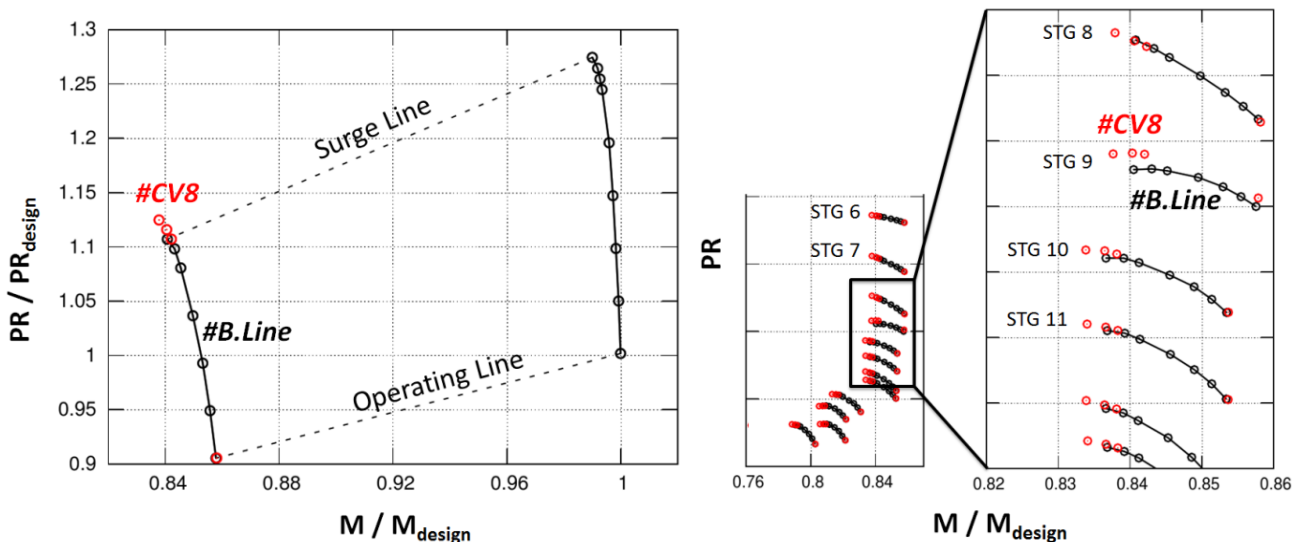 1.3
1.25
1.2
1.15
1.1
1.05
1
0.95
0.9
PR / PR_design
#CV8
Surge Line
#B.Line
Operating Line
0.84
0.88
0.92
0.96
1
M / M_design
PR
STG 6
STG 7
0.76
0.8
0.84
STG 8
#CV8
STG 9
#B.Line
STG 10
STG 11
0.82
0.83
0.84
0.85
0.86
M / M_design